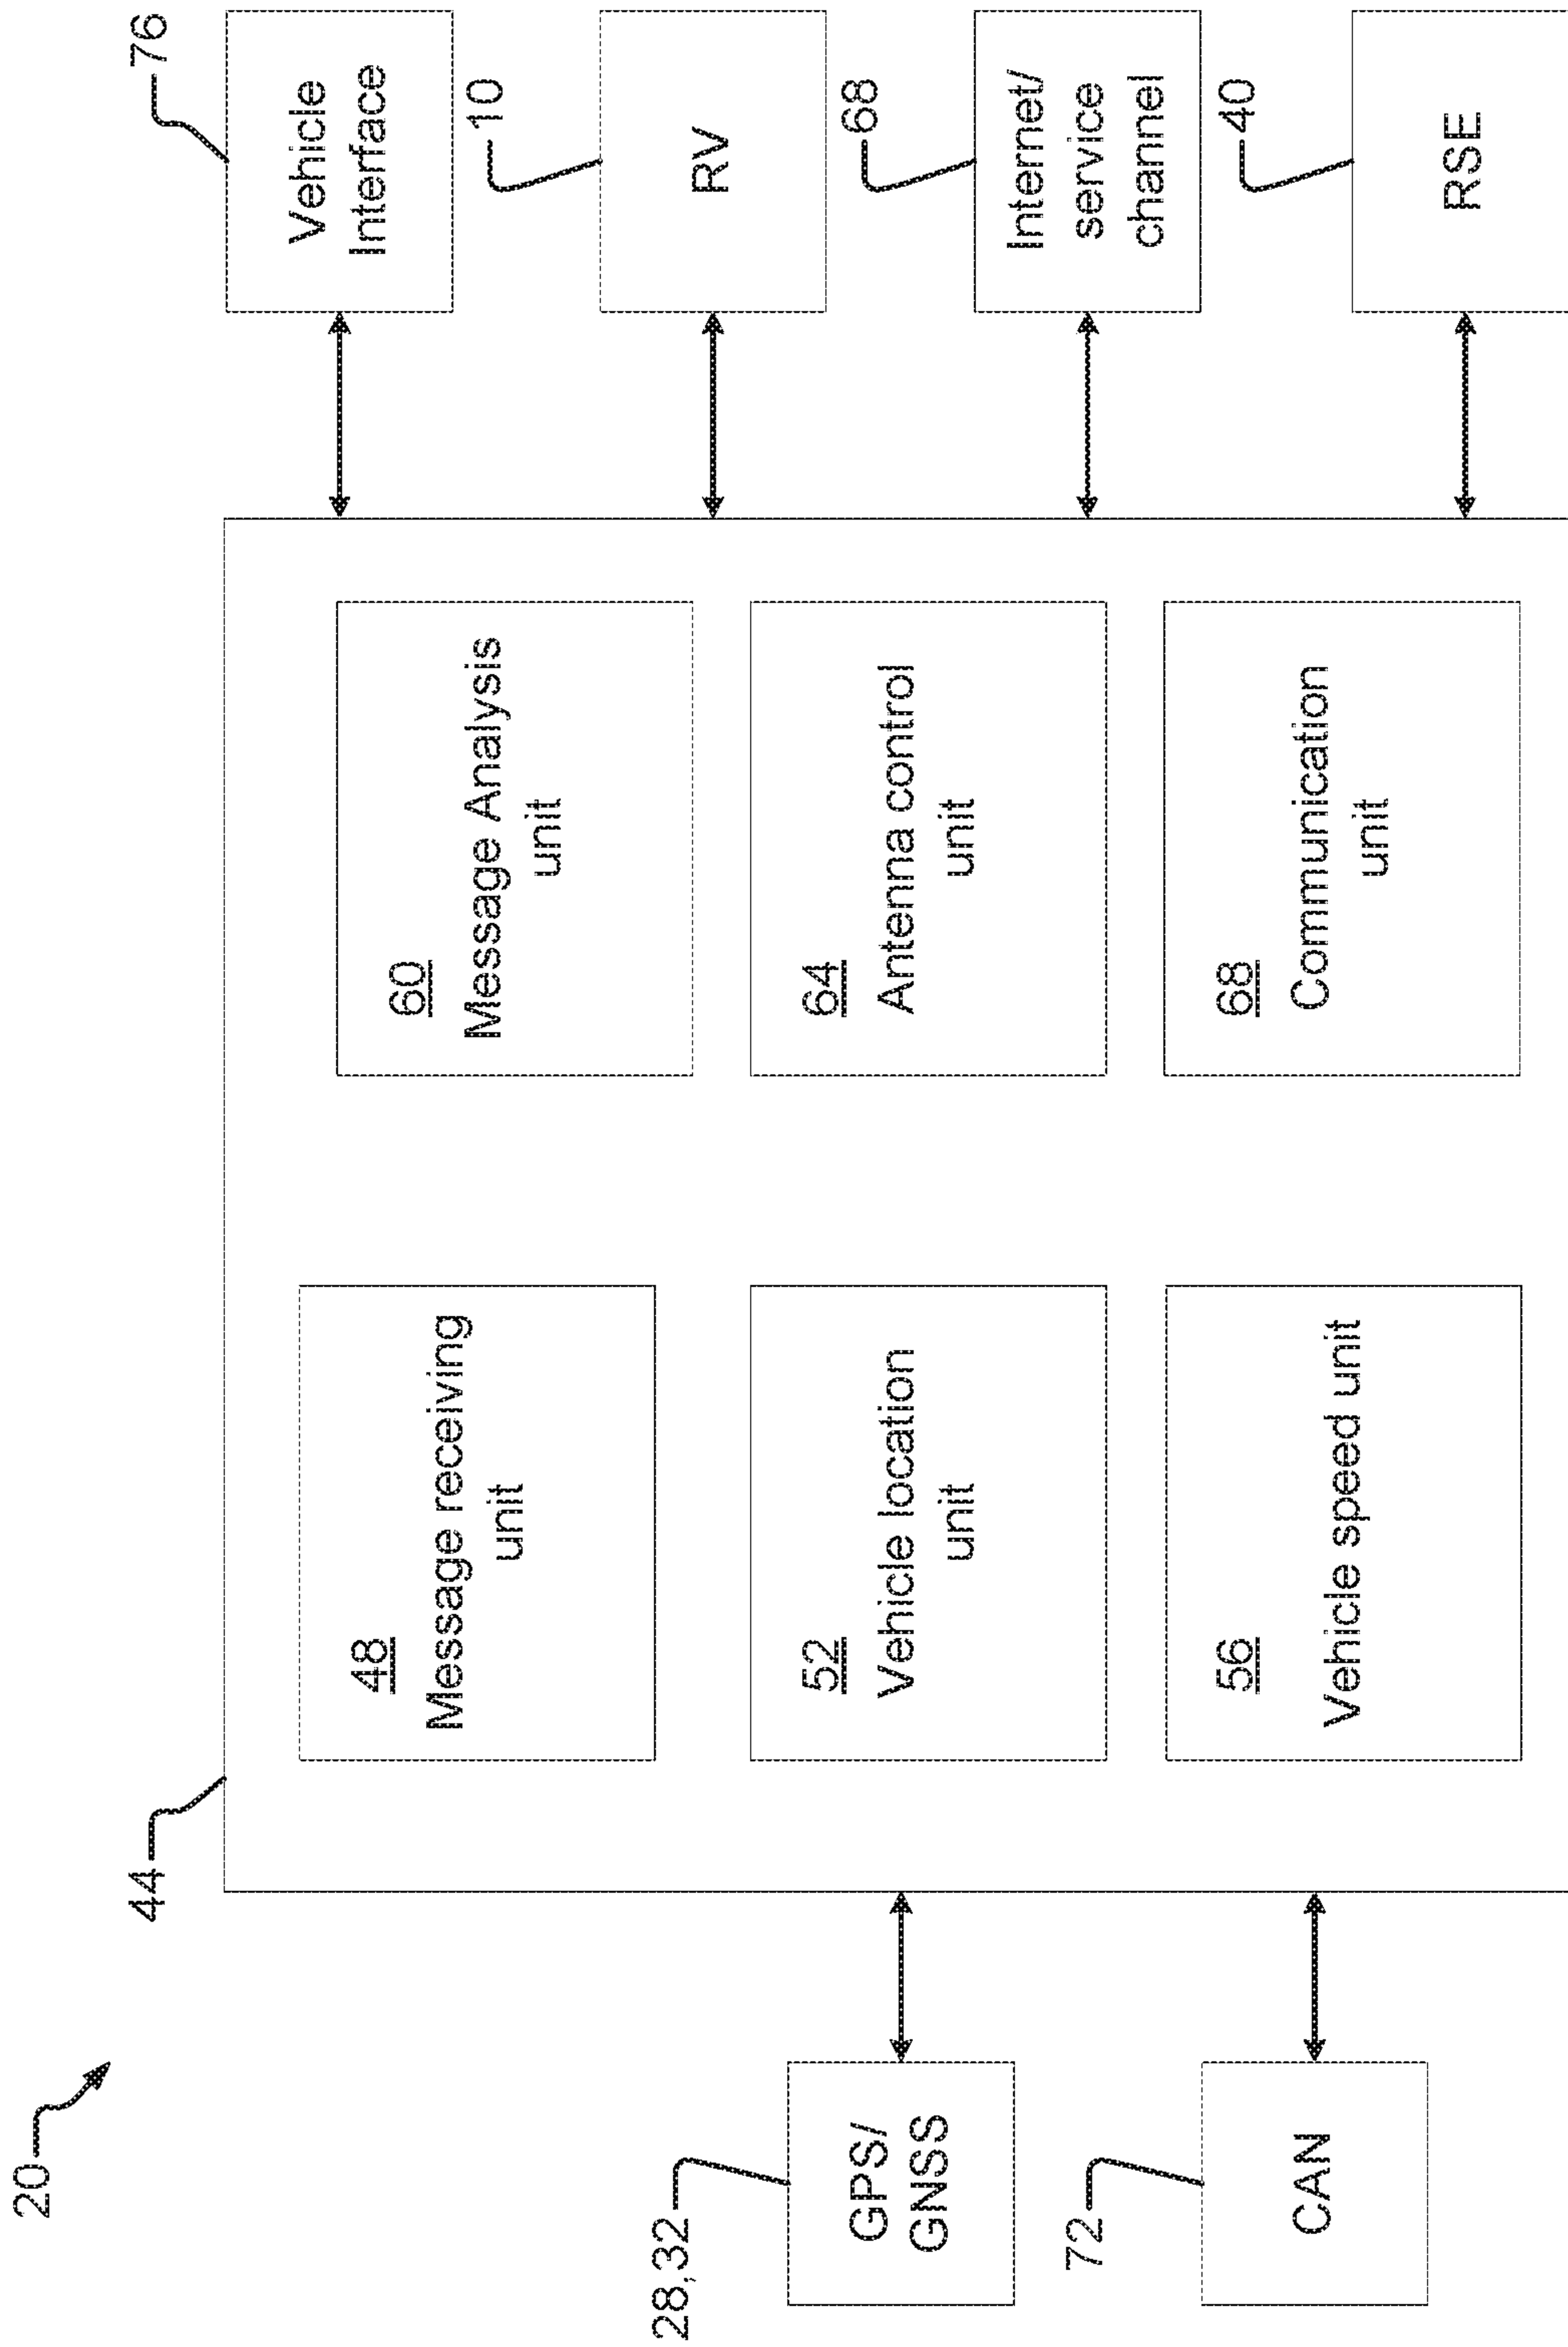 20
44
28,32
GPS/
GNSS
72
CAN
48
Message receiving
unit
52
Vehicle location
unit
56
Vehicle speed unit
60
Message Analysis
unit
64
Antenna control
unit
68
Communication
unit
76
Vehicle
Interface
10
RV
68
Internet/
service
channel
40
RSE